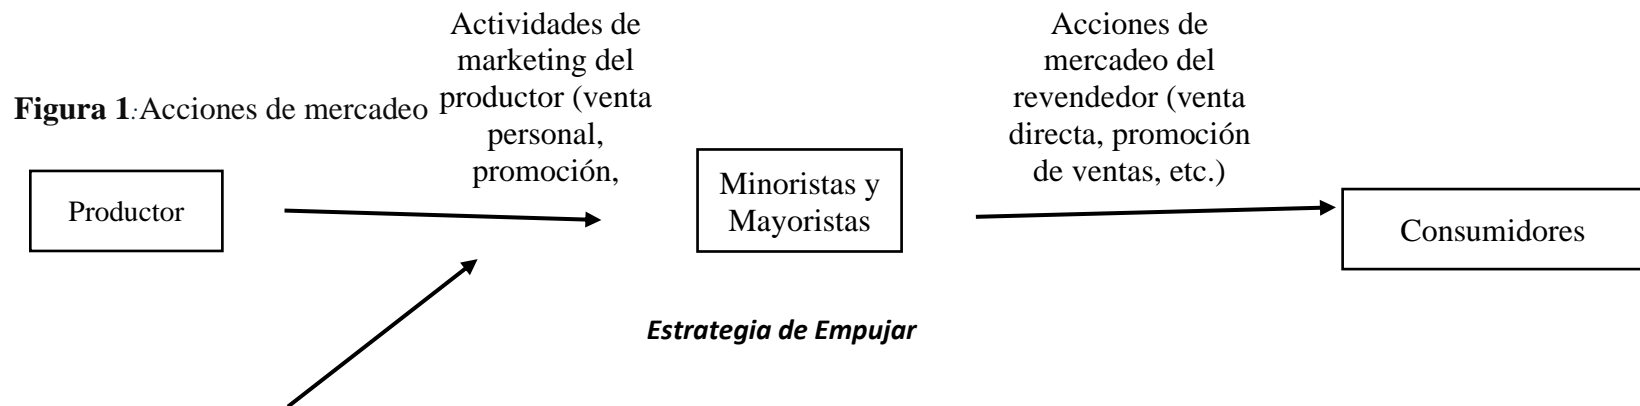 Actividades de
marketing del
productor (venta
personal,
promoción,
Acciones de
mercadeo del
revendedor (venta
directa, promoción
de ventas, etc.)
Figura 1:Acciones de mercadeo
Productor
Minoristas y
Mayoristas
Consumidores
Estrategia de Empujar